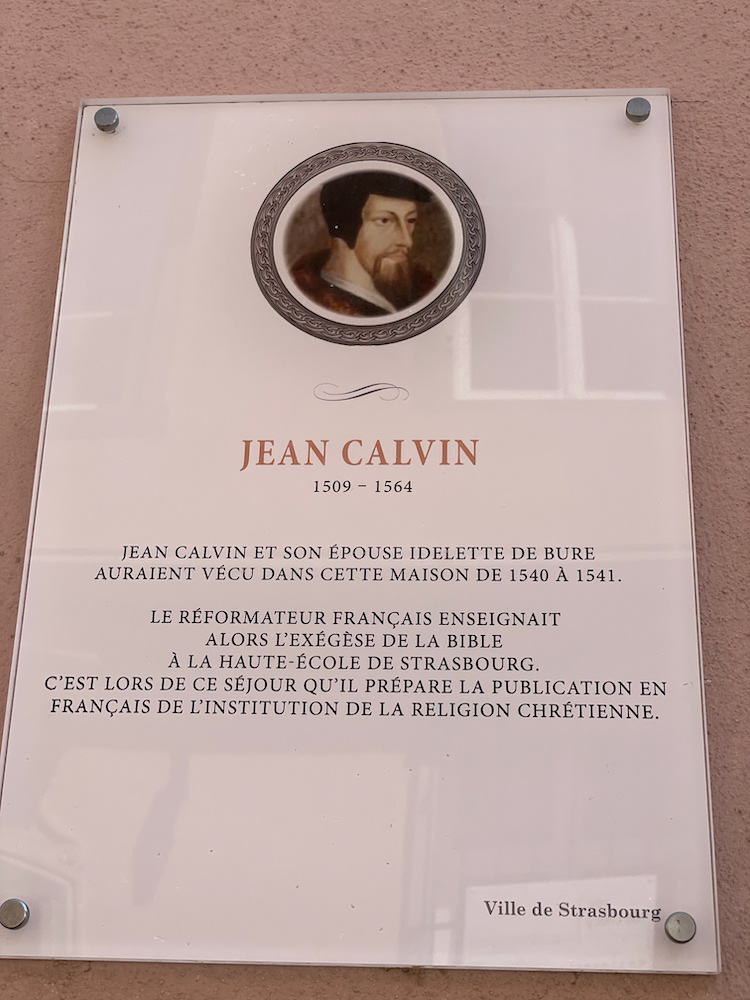 JEAN CALVIN
1509 – 1564
JEAN CALVIN ET SON ÉPOUSE IDELETTE DE BURE
AURAIENT VÉCU DANS CETTE MAISON DE 1540 À 1541.
LE RÉFORMATEUR FRANÇAIS ENSEIGNAIT
ALORS L’EXÉGÈSE DE LA BIBLE
À LA HAUTE-ÉCOLE DE STRASBOURG.
C’EST LORS DE CE SÉJOUR QU’IL PRÉPARE LA PUBLICATION EN
FRANÇAIS DE L’INSTITUTION DE LA RELIGION CHRÉTIENNE.
Ville de Strasbourg